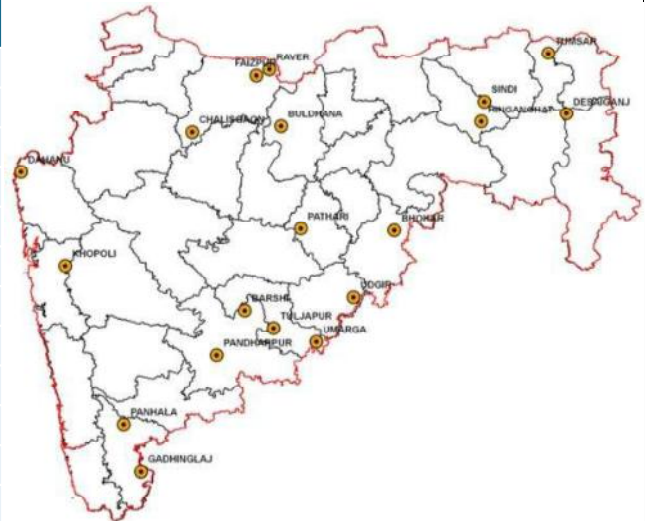 TUMSAR
RAVER
FAIZPUR
SINDI
DESAIGANJ
HINGANGHAT
BULDHANA
CHALISGAON
DAHANU
PATHARI
BHOKAR
KHOPOLI
UDGIR
BARSHI
TULJAPUR
UMARGA
PANDHARPUR
PANHALA
GADHINGLAJ